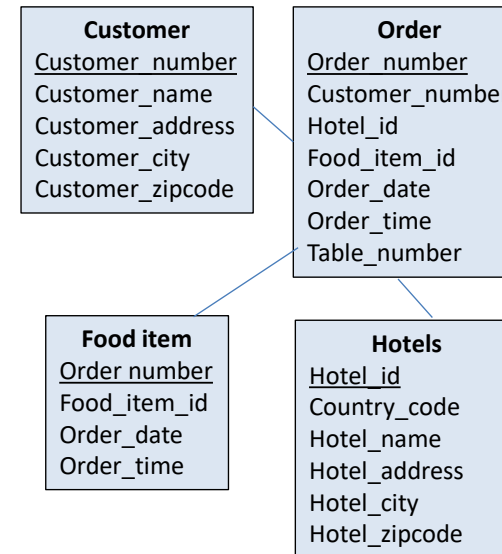 Customer
Customer_number
Customer_name
Customer_address
Customer_city
Customer_zipcode
Order
Order_number
Customer_numbe
Hotel_id
Food_item_id
Order_date
Order_time
Table_number
Food item
Order number
Food_item_id
Order_date
Order_time
Hotels
Hotel_id
Country_code
Hotel_name
Hotel_address
Hotel_city
Hotel_zipcode